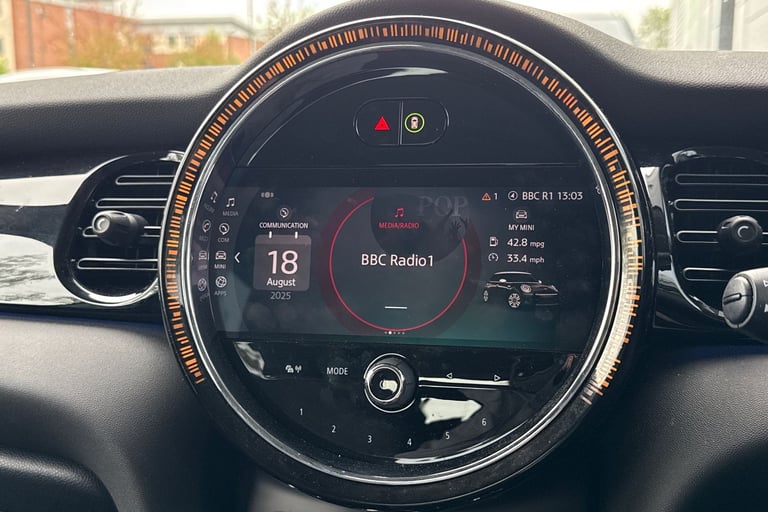 1 BBC R1 13:03
POP
MEDIA
COMMUNICATION
MEDIA/RADIO
MY MINI
COM
18
August
2025
BBC Radio1
42.8 mpg
33.4 mph
MINI
APPS
MODE
1 2 3 4 5 6